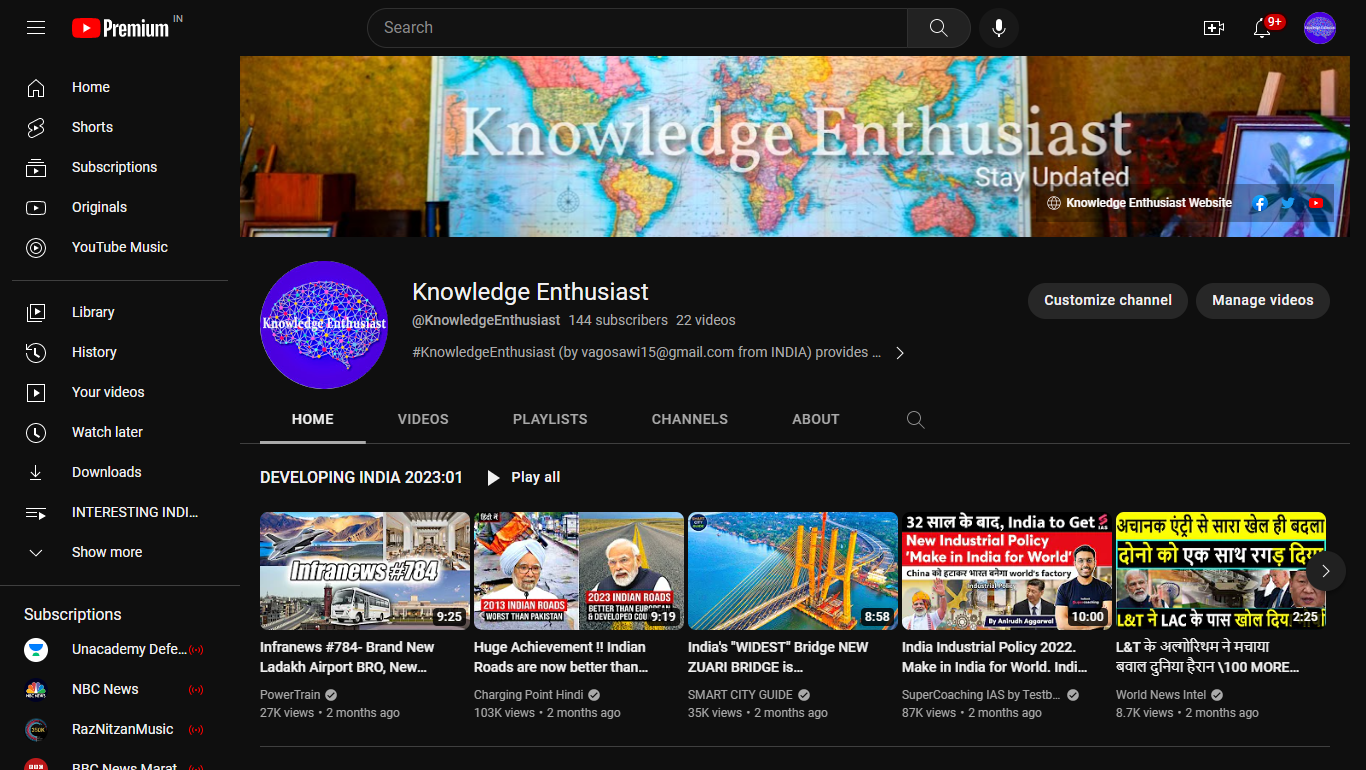 Premium IN
Search
9+
Home
Shorts
Subscriptions
Originals
YouTube Music
Library
History
Your videos
Watch later
Downloads
INTERESTING INDI...
Show more
Subscriptions
Unacademy Defe...
NBC News
RazNitzanMusic
BBC News Marat
Knowledge Enthusiast
Stay Updated
Knowledge Enthusiast Website
Knowledge Enthusiast
Knowledge Enthusiast
@KnowledgeEnthusiast 144 subscribers 22 videos
#KnowledgeEnthusiast (by vagosawi15@gmail.com from INDIA) provides ...
Customize channel
Manage videos
HOME
VIDEOS
PLAYLISTS
CHANNELS
ABOUT
DEVELOPING INDIA 2023:01
Play all
Infranews #784
9:25
Infranews #784- Brand New
Ladakh Airport BRO, New...
PowerTrain
27K views • 2 months ago
हिंदी में
2013 INDIAN ROADS
WORST THAN PAKISTAN
2023 INDIAN ROADS
BETTER THAN EUROPEAN
& DEVELOPED COU
9:19
Huge Achievement !! Indian
Roads are now better than...
Charging Point Hindi
103K views • 2 months ago
SMART CITY GUIDE
8:58
India's "WIDEST" Bridge NEW
ZUARI BRIDGE is...
SMART CITY GUIDE
35K views • 2 months ago
32 साल के बाद, India to Get
New Industrial Policy
'Make in India for World'
China को हटाकर भारत बनेगा world's factory
Industrial Policy
By Anirudh Aggarwal
10:00
India Industrial Policy 2022.
Make in India for World. Indi...
SuperCoaching IAS by Testb...
87K views • 2 months ago
अचानक एंट्री से सारा खेल ही बदला
दोनो को एक साथ रगड़ दिया
L&T ने LAC के पास खोल दिया
2:25
L&T के अल्गोरिथम ने मचाया
बवाल दुनिया हैरान \100 MORE...
World News Intel
8.7K views • 2 months ago